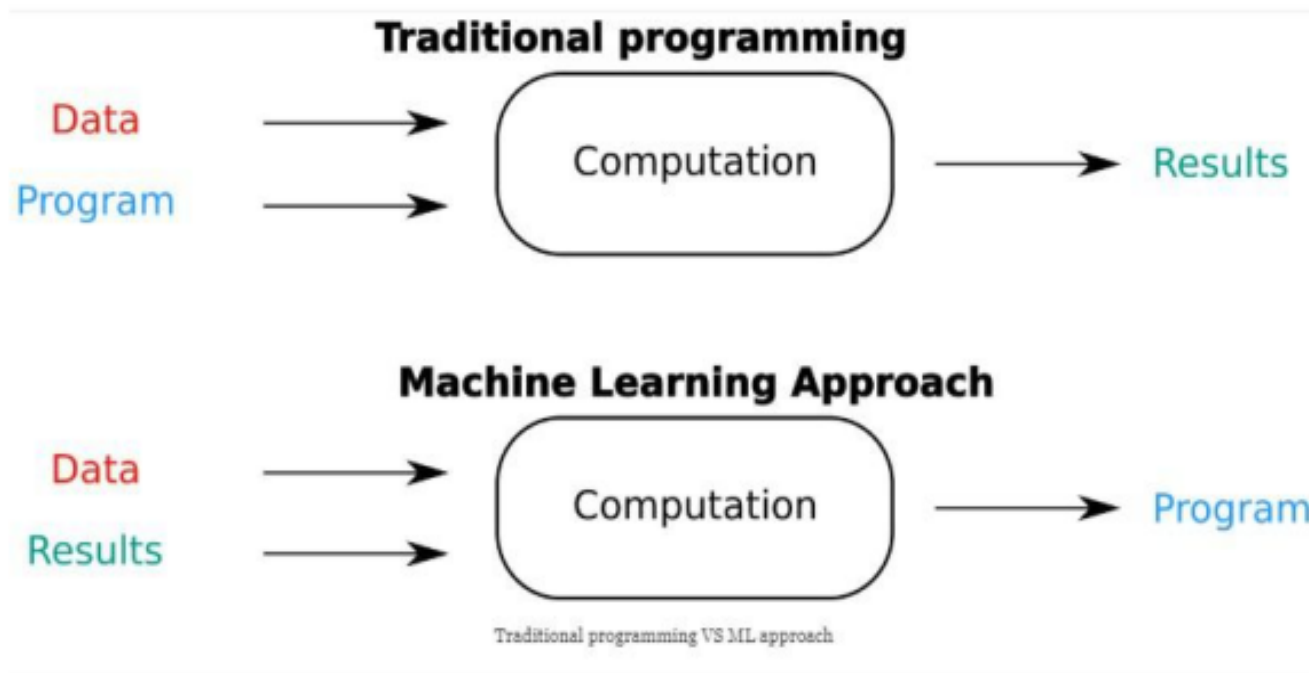 Traditional programming
Data
Computation
Results
Program
Machine Learning Approach
Data
Computation
Program
Results
Traditional programming VS ML approach